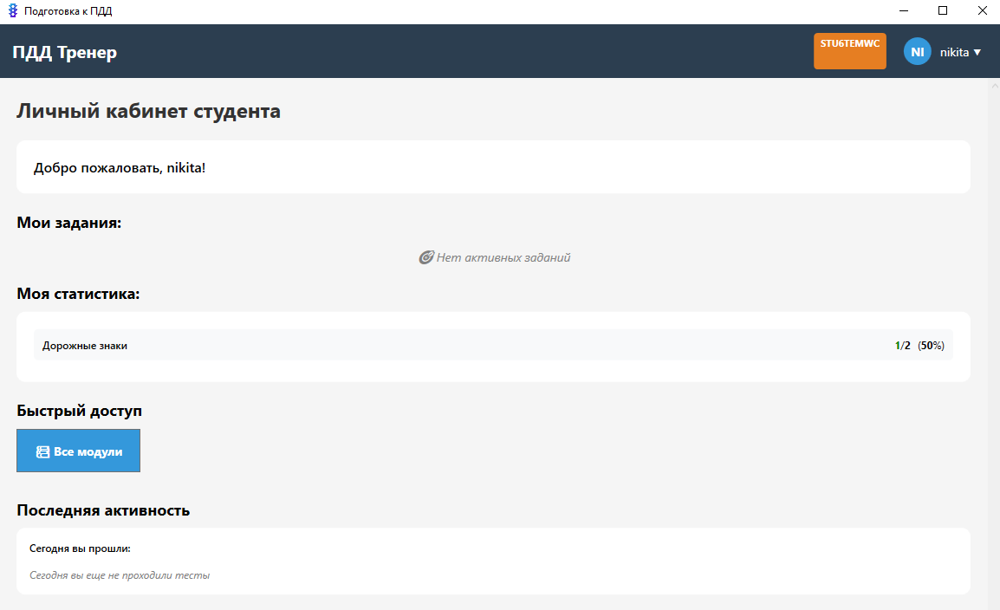 Подготовка к ПДД
ПДД Тренер
STU6TEMWC
NI
nikita ▼
Личный кабинет студента
Добро пожаловать, nikita!
Мои задания:
Нет активных заданий
Моя статистика:
Дорожные знаки 1/2 (50%)
Быстрый доступ
Все модули
Последняя активность
Сегодня вы прошли:
Сегодня вы еще не проходили тесты